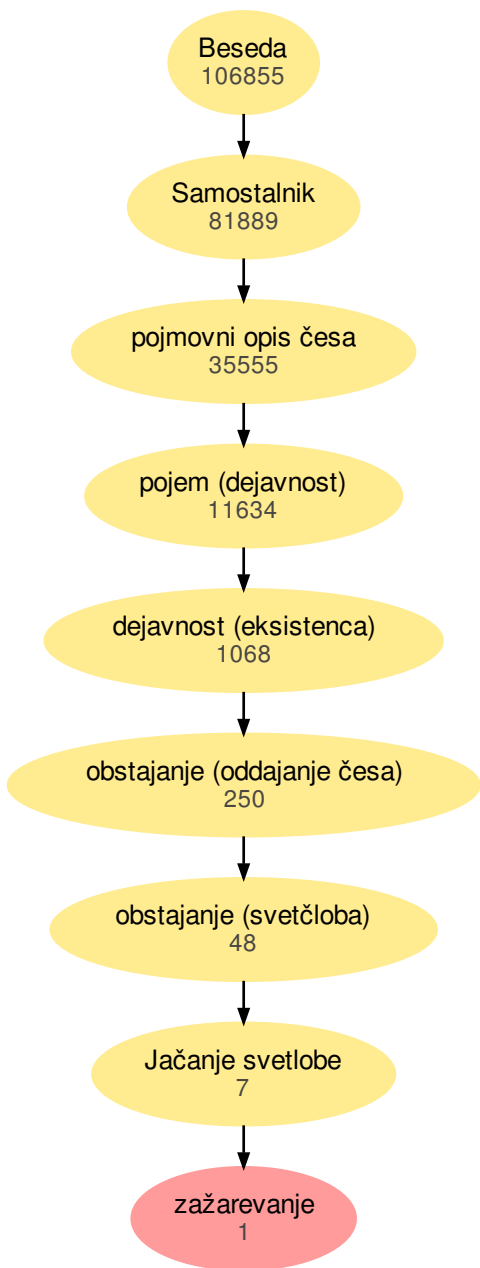 Beseda
106855
Samostalnik
81889
pojmovni opis česa
35555
pojem (dejavnost)
11634
dejavnost (eksistenca)
1068
obstajanje (oddajanje česa)
250
obstajanje (svetčloba)
48
Jačanje svetlobe
7
zažarevanje
1